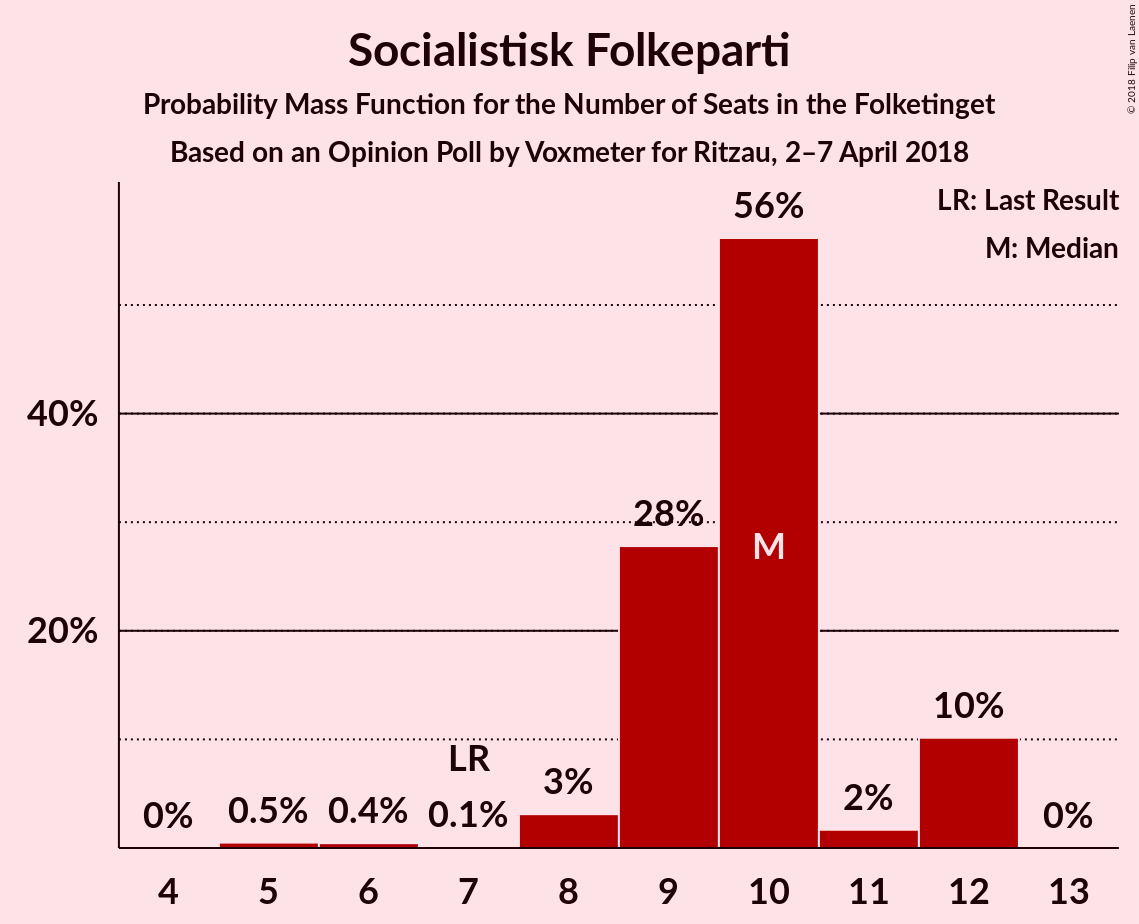 Socialistisk Folkeparti
Probability Mass Function for the Number of Seats in the Folketinget
Based on an Opinion Poll by Voxmeter for Ritzau, 2–7 April 2018
© 2018 Filip van Laenen
LR: Last Result
M: Median
56%
40%
28%
M
20%
10%
LR
3%
2%
0%
0.5%
0.4%
0.1%
0%
4 5 6 7 8 9 10 11 12 13